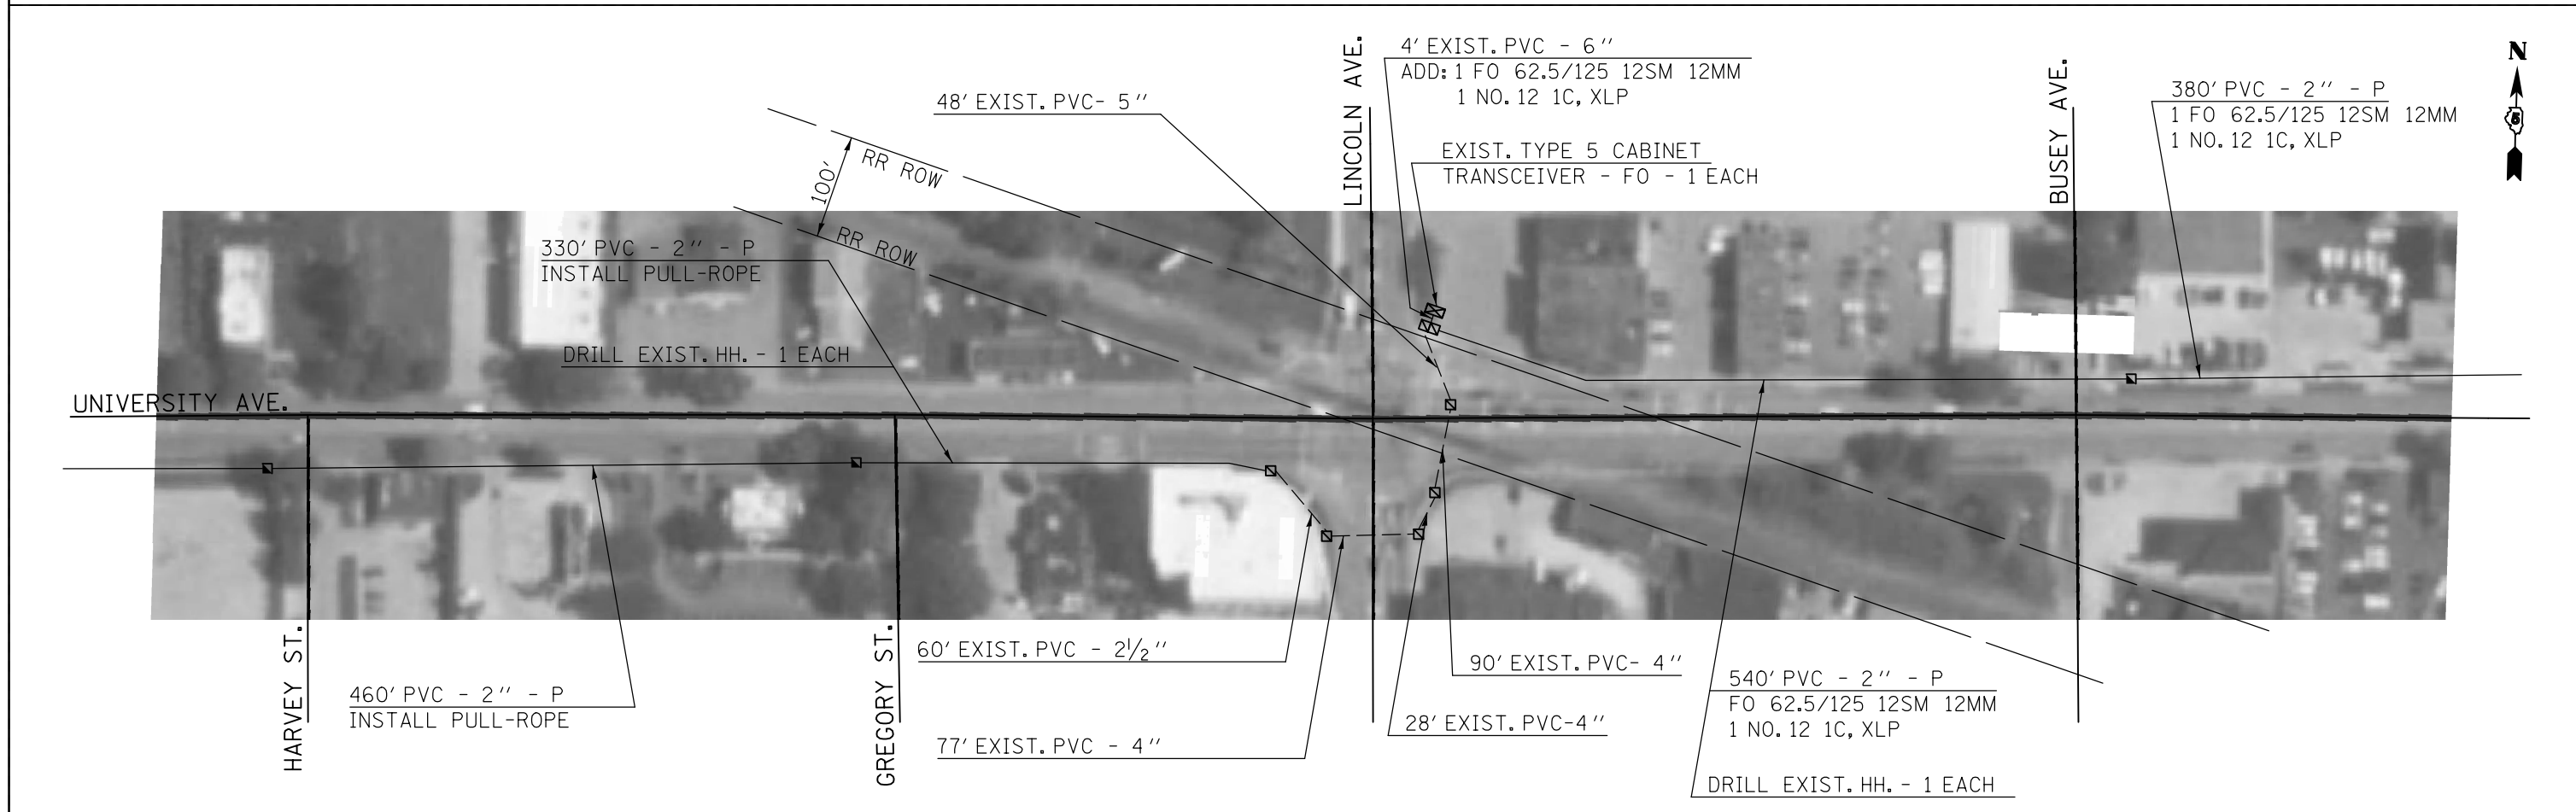 4' EXIST. PVC - 6"
ADD: 1 FO 62.5/125 12SM 12MM
1 NO. 12 1C, XLP
48' EXIST. PVC- 5"
LINCOLN AVE.
BUSEY AVE.
N
5
380' PVC - 2" - P
1 FO 62.5/125 12SM 12MM
1 NO. 12 1C, XLP
EXIST. TYPE 5 CABINET
TRANSCEIVER - FO - 1 EACH
RR ROW
100'
RR ROW
330' PVC - 2" - P
INSTALL PULL-ROPE
DRILL EXIST. HH. - 1 EACH
UNIVERSITY AVE.
HARVEY ST.
GREGORY ST.
460' PVC - 2" - P
INSTALL PULL-ROPE
60' EXIST. PVC - 2½"
77' EXIST. PVC - 4"
90' EXIST. PVC- 4"
28' EXIST. PVC-4"
540' PVC - 2" - P
FO 62.5/125 12SM 12MM
1 NO. 12 1C, XLP
DRILL EXIST. HH. - 1 EACH